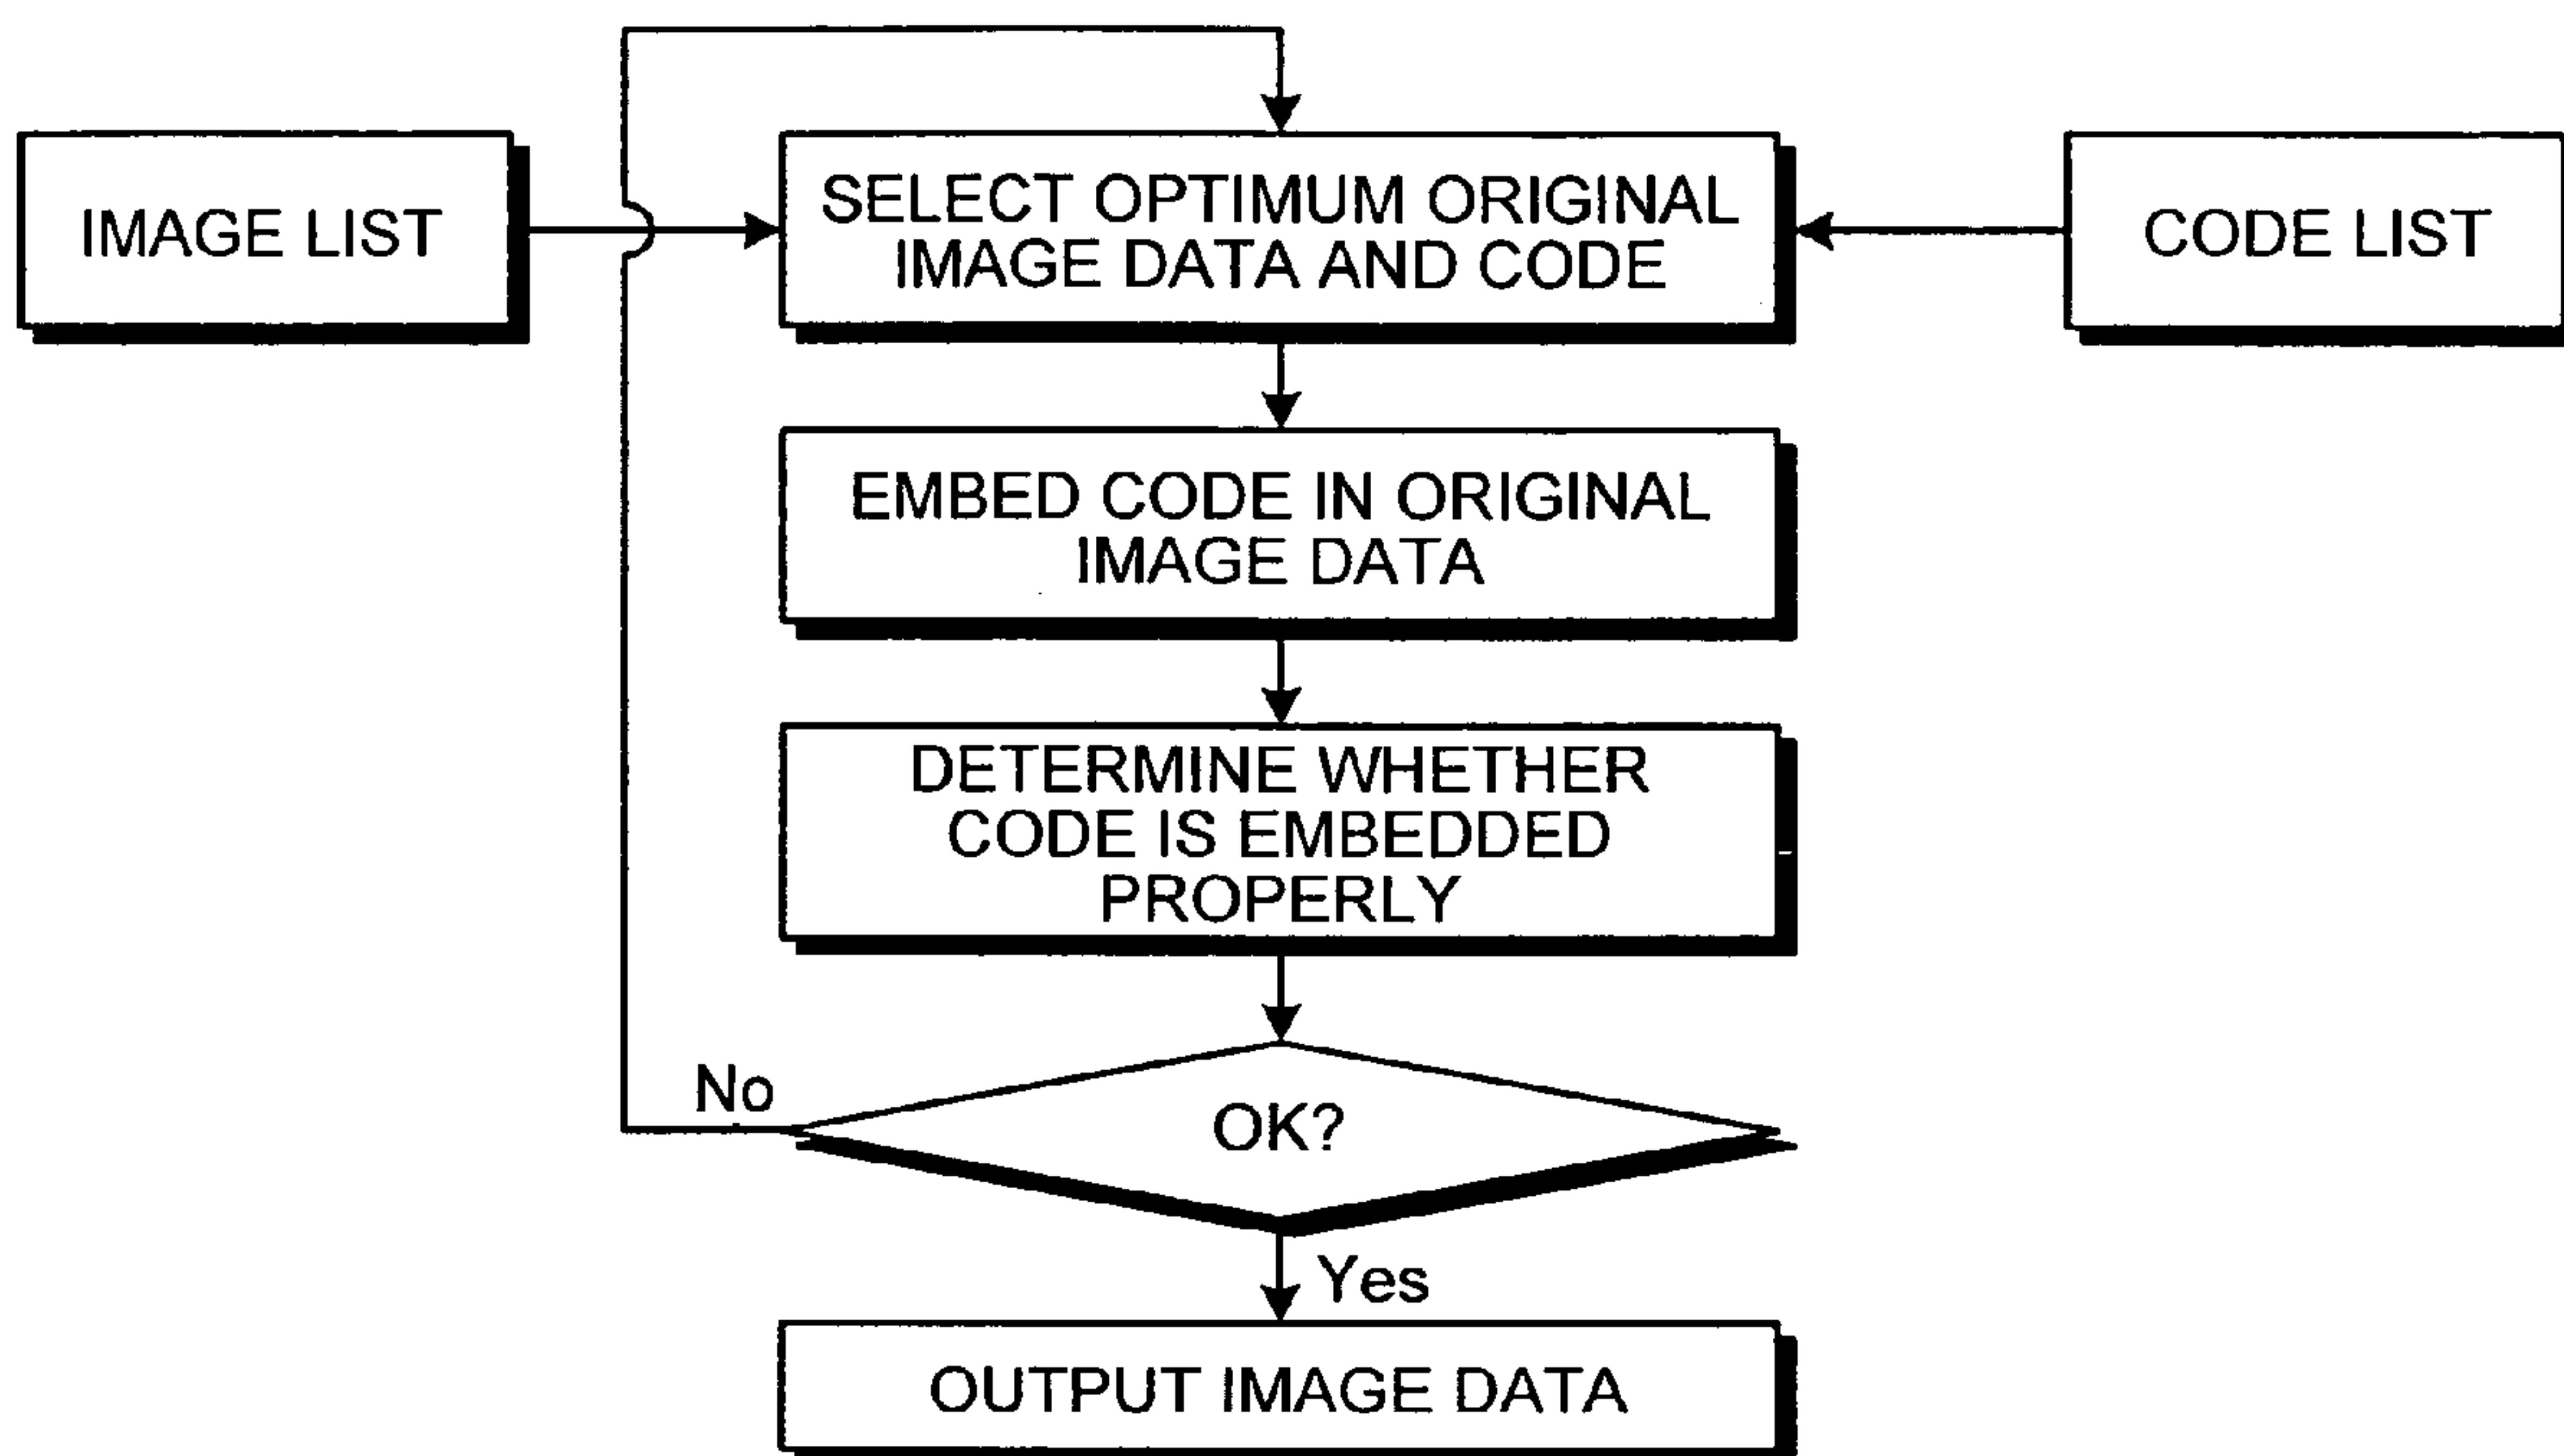 IMAGE LIST
SELECT OPTIMUM ORIGINAL
IMAGE DATA AND CODE
CODE LIST
EMBED CODE IN ORIGINAL
IMAGE DATA
DETERMINE WHETHER
CODE IS EMBEDDED
PROPERLY
No
OK?
Yes
OUTPUT IMAGE DATA